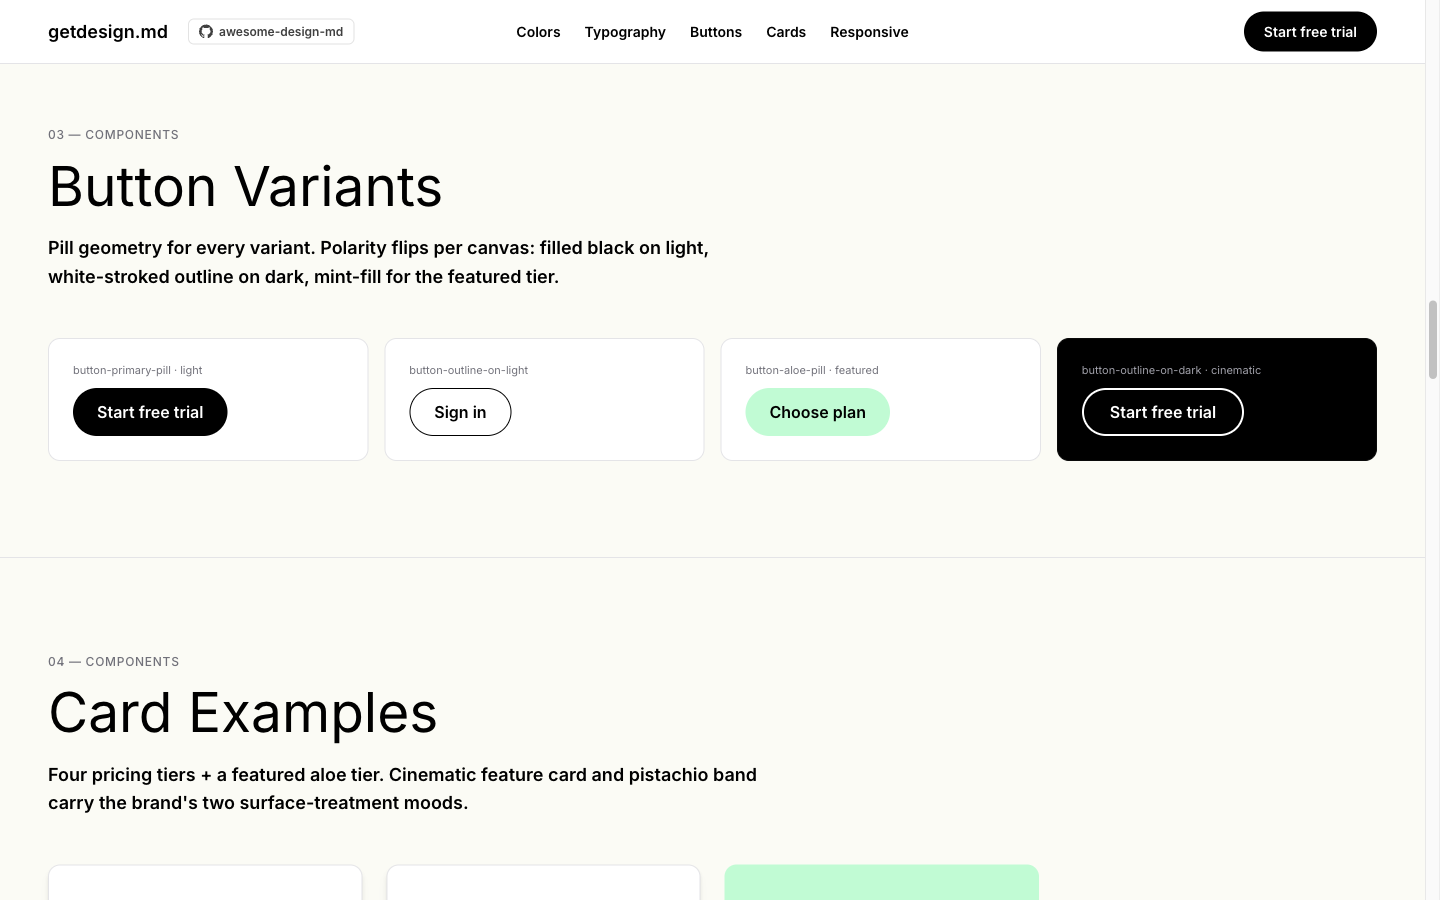 getdesign.md
awesome-design-md
Colors
Typography
Buttons
Cards
Responsive
Start free trial
03 — COMPONENTS
Button Variants
Pill geometry for every variant. Polarity flips per canvas: filled black on light,
white-stroked outline on dark, mint-fill for the featured tier.
button-primary-pill · light
Start free trial
button-outline-on-light
Sign in
button-aloe-pill · featured
Choose plan
button-outline-on-dark · cinematic
Start free trial
04 — COMPONENTS
Card Examples
Four pricing tiers + a featured aloe tier. Cinematic feature card and pistachio band
carry the brand's two surface-treatment moods.